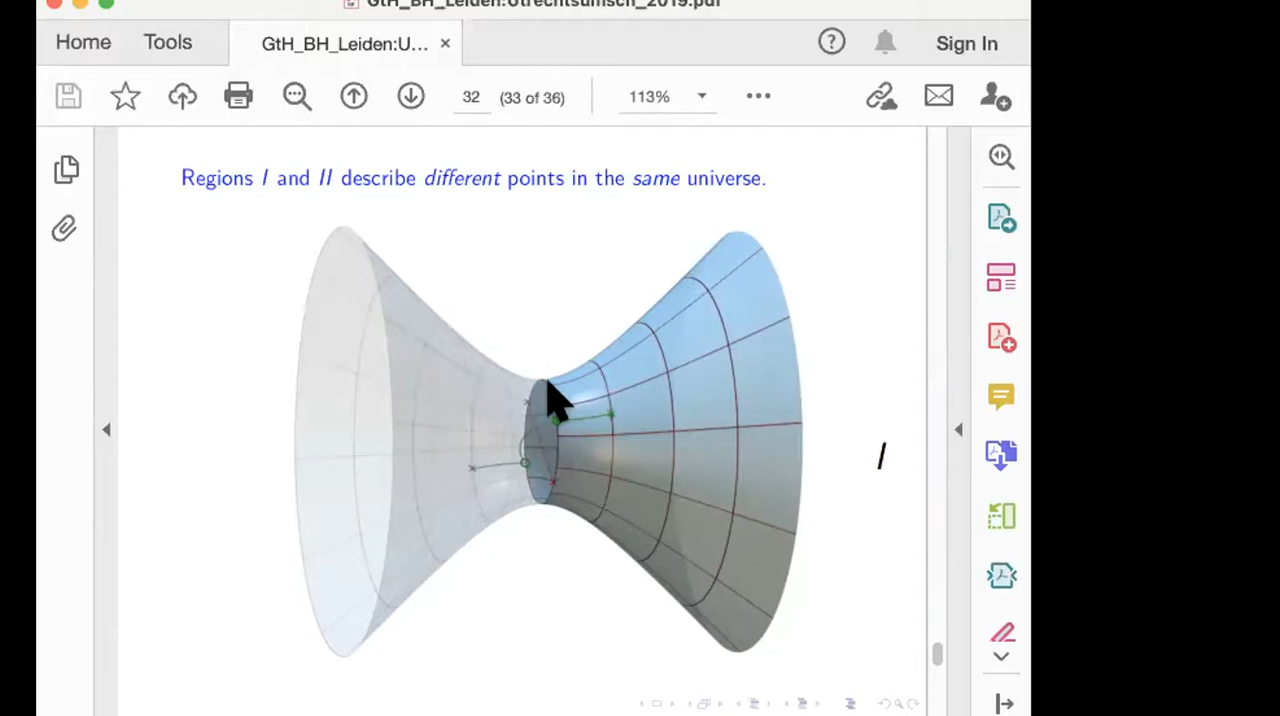 GtH_BH_Leiden:Utrechtsumsch_2019.pdf
Home Tools GtH_BH_Leiden:U... × ? Sign In
32 (33 of 36) 113%
Regions I and II describe different points in the same universe.
I